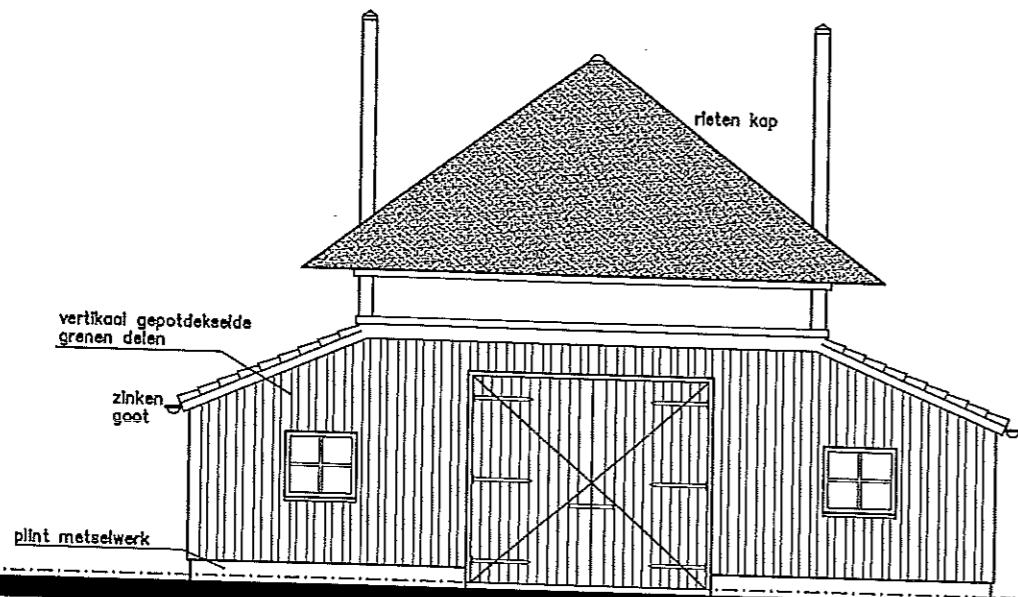 rieten kap
vertikaal gepotdekselde
grenen delen
zinken
goot
plint metselwerk